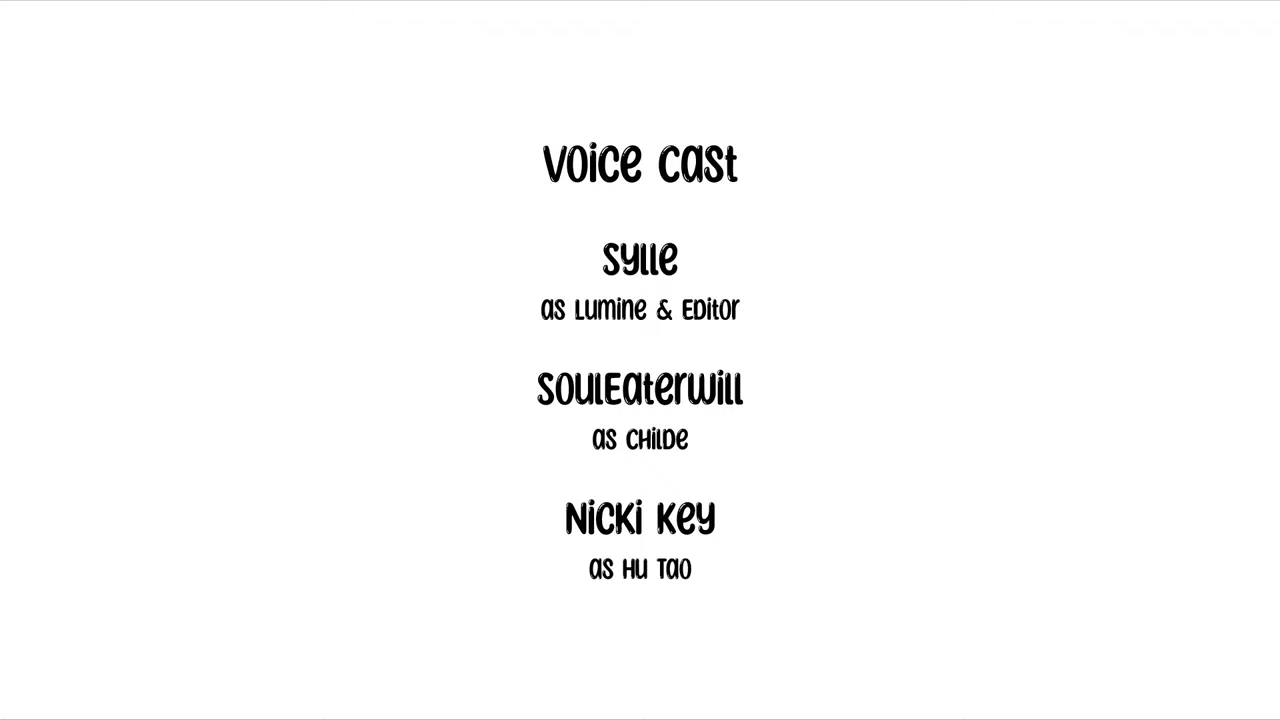 Voice Cast
Sylle
as Lumine & Editor
SoulEaterWill
as Childe
Nicki Key
as Hu Tao